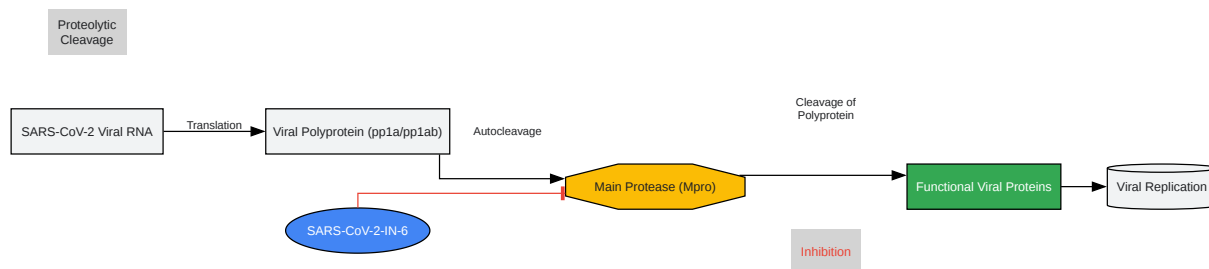 Proteolytic
Cleavage
SARS-CoV-2 Viral RNA
Translation
Viral Polyprotein (pp1a/pp1ab)
Autocleavage
Cleavage of
Polyprotein
Main Protease (Mpro)
Functional Viral Proteins
Viral Replication
SARS-CoV-2-IN-6
Inhibition